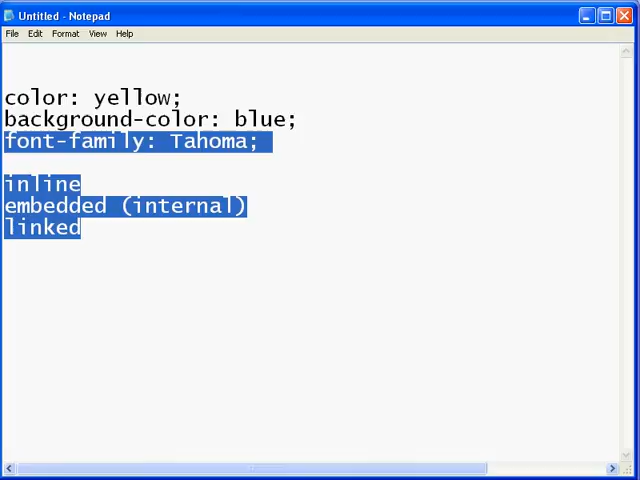 Untitled - Notepad
File Edit Format View Help
color: yellow;
background-color: blue;
font-family: Tahoma;
inline
embedded (internal)
linked